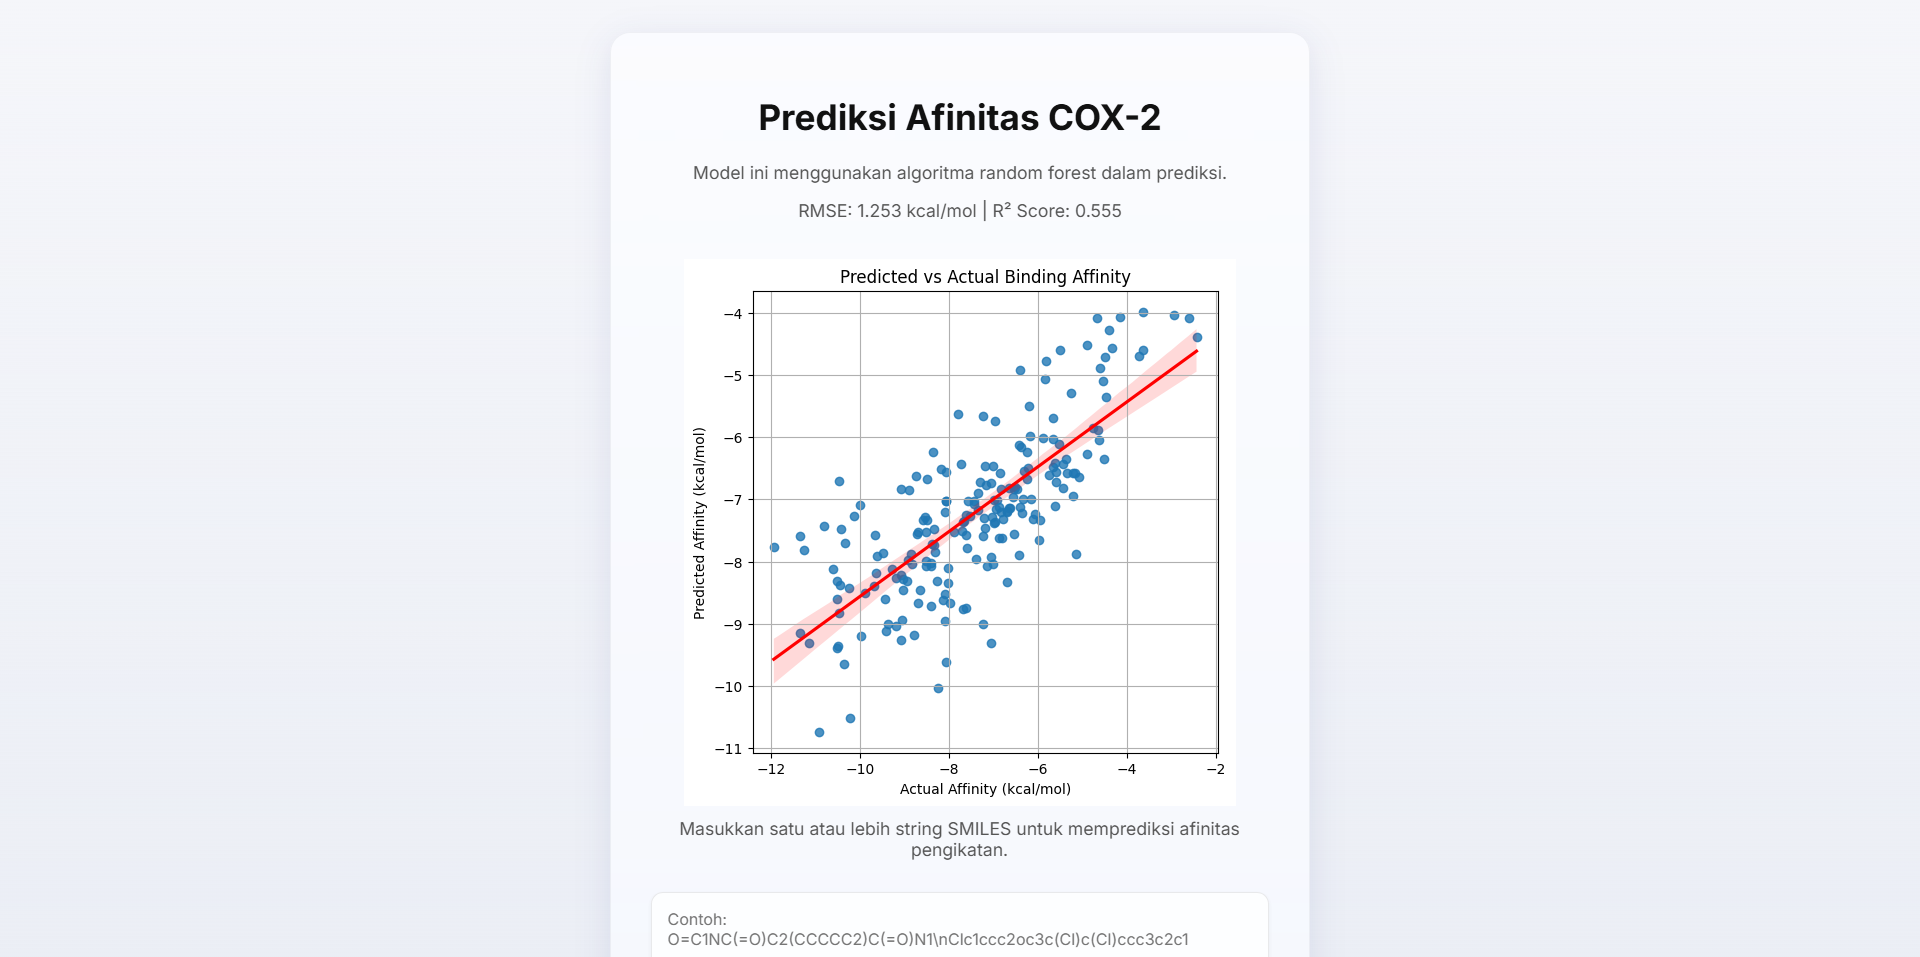 Prediksi Afinitas COX-2
Model ini menggunakan algoritma random forest dalam prediksi.
RMSE: 1.253 kcal/mol | R² Score: 0.555
Predicted vs Actual Binding Affinity
−4
−5
−6
−7
−8
−9
−10
−11
Predicted Affinity (kcal/mol)
−12
−10
−8
−6
−4
−2
Actual Affinity (kcal/mol)
Masukkan satu atau lebih string SMILES untuk memprediksi afinitas
pengikatan.
Contoh:
O=C1NC(=O)C2(CCCCC2)C(=O)N1\nClc1ccc2oc3c(Cl)c(Cl)ccc3c2c1